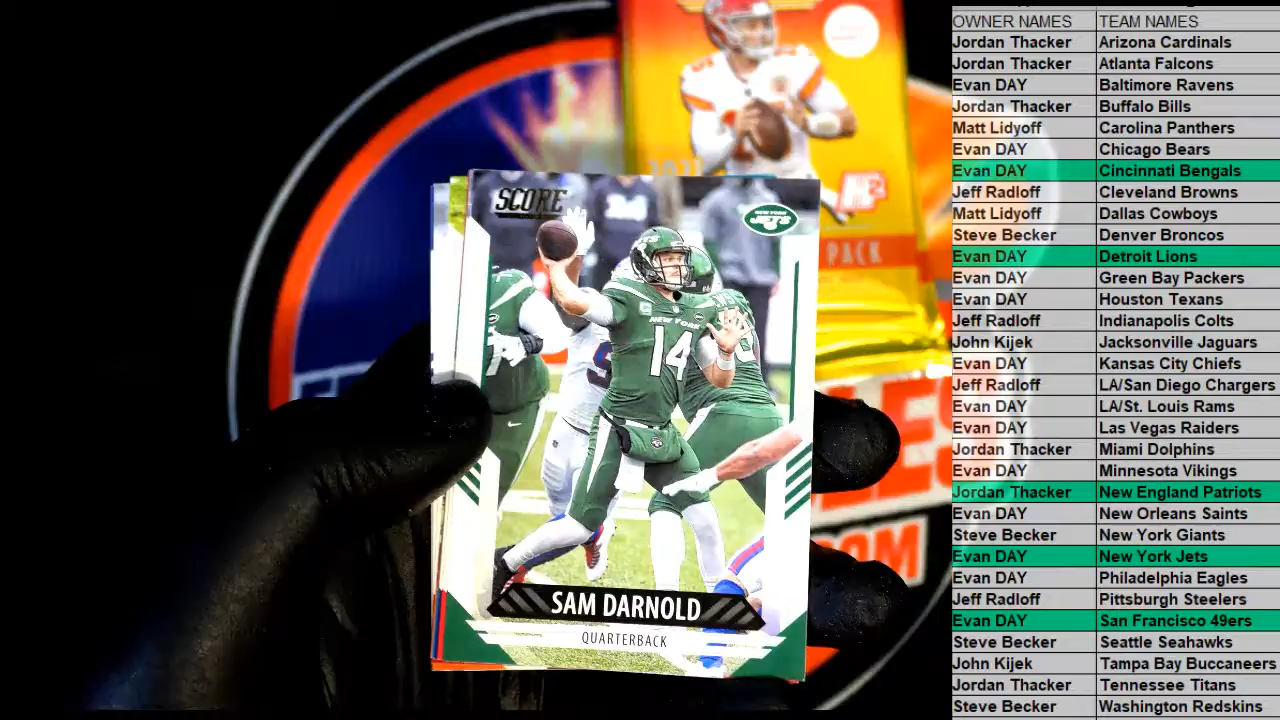 SCORE
NEW YORK
JETS
NEW YORK
14
SAM DARNOLD
QUARTERBACK
PACK
OWNER NAMES TEAM NAMES
Jordan Thacker Arizona Cardinals
Jordan Thacker Atlanta Falcons
Evan DAY Baltimore Ravens
Jordan Thacker Buffalo Bills
Matt Lidyoff Carolina Panthers
Evan DAY Chicago Bears
Evan DAY Cincinnati Bengals
Jeff Radloff Cleveland Browns
Matt Lidyoff Dallas Cowboys
Steve Becker Denver Broncos
Evan DAY Detroit Lions
Evan DAY Green Bay Packers
Evan DAY Houston Texans
Jeff Radloff Indianapolis Colts
John Kijek Jacksonville Jaguars
Evan DAY Kansas City Chiefs
Jeff Radloff LA/San Diego Chargers
Evan DAY LA/St. Louis Rams
Evan DAY Las Vegas Raiders
Jordan Thacker Miami Dolphins
Evan DAY Minnesota Vikings
Jordan Thacker New England Patriots
Evan DAY New Orleans Saints
Steve Becker New York Giants
Evan DAY New York Jets
Evan DAY Philadelphia Eagles
Jeff Radloff Pittsburgh Steelers
Evan DAY San Francisco 49ers
Steve Becker Seattle Seahawks
John Kijek Tampa Bay Buccaneers
Jordan Thacker Tennessee Titans
Steve Becker Washington Redskins